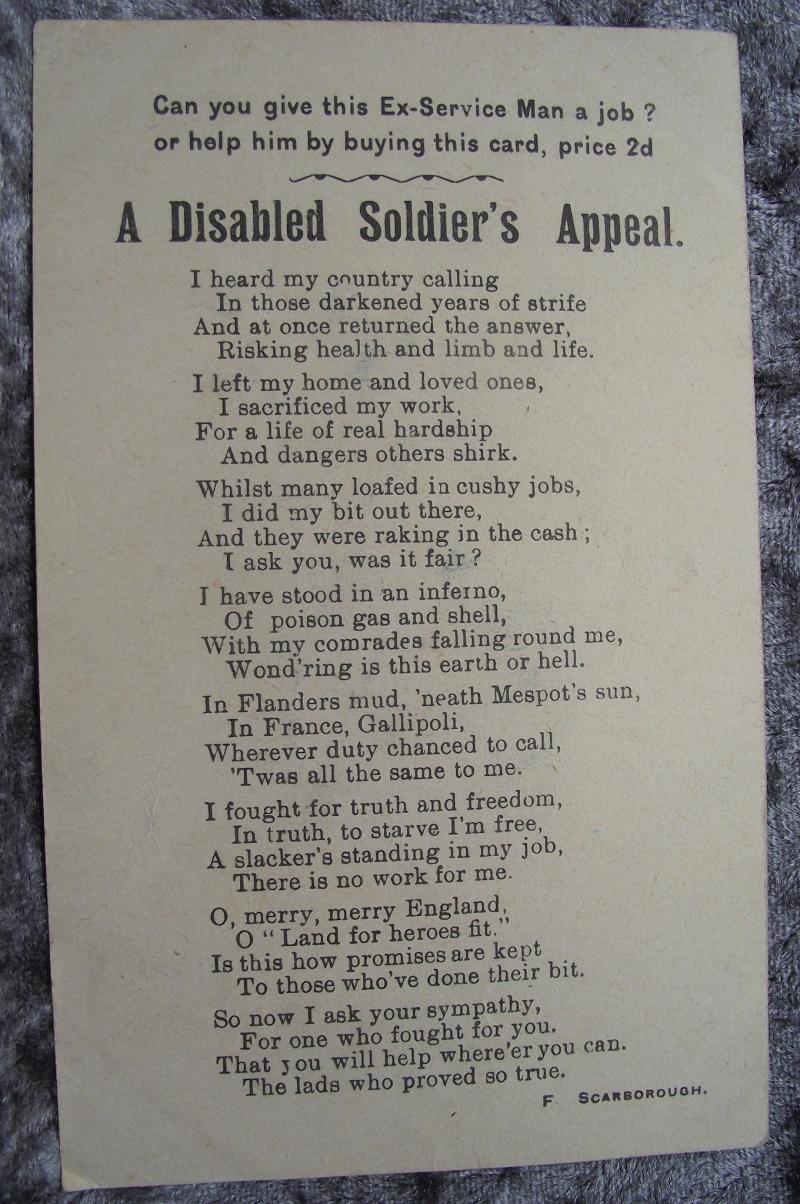 Can you give this Ex-Service Man a job ?
or help him by buying this card, price 2d
A Disabled Soldier's Appeal.
I heard my country calling
In those darkened years of strife
And at once returned the answer,
Risking health and limb and life.
I left my home and loved ones,
I sacrificed my work,
For a life of real hardship
And dangers others shirk.
Whilst many loafed in cushy jobs,
I did my bit out there,
And they were raking in the cash ;
I ask you, was it fair ?
I have stood in an inferno,
Of poison gas and shell,
With my comrades falling round me,
Wond'ring is this earth or hell.
In Flanders mud, 'neath Mespot's sun,
In France, Gallipoli,
Wherever duty chanced to call,
'Twas all the same to me.
I fought for truth and freedom,
In truth, to starve I'm free,
A slacker's standing in my job,
There is no work for me.
O, merry, merry England,
O “ Land for heroes fit.”
Is this how promises are kept
To those who've done their bit.
So now I ask your sympathy,
For one who fought for you.
That you will help where'er you can.
The lads who proved so true.
F. SCARBOROUGH.